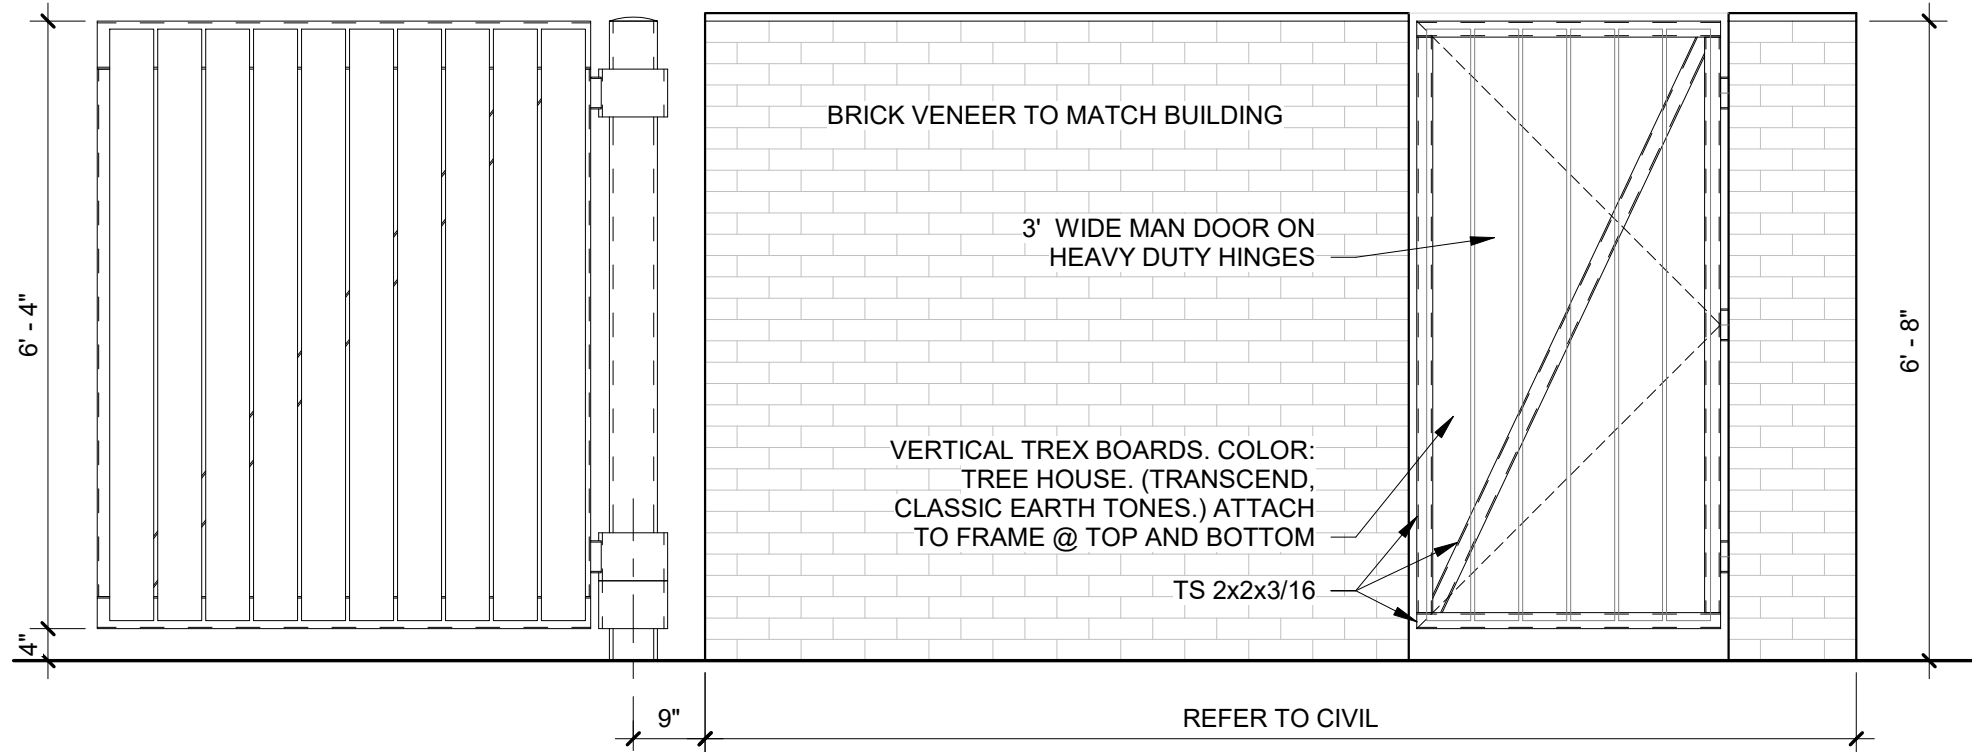 BRICK VENEER TO MATCH BUILDING
3' WIDE MAN DOOR ON
HEAVY DUTY HINGES
6' - 4"
6' - 8"
VERTICAL TREX BOARDS. COLOR:
TREE HOUSE. (TRANSCEND,
CLASSIC EARTH TONES.) ATTACH
TO FRAME @ TOP AND BOTTOM
TS 2x2x3/16
4"
9"
REFER TO CIVIL